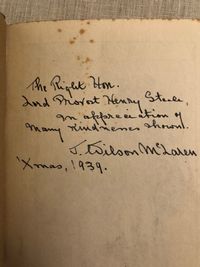 The Right Hon.
Lord Provost Henry Steele,
in appreciation of
many kindnesses shown.
J. Wilson McLaren
'Xmas, 1939.